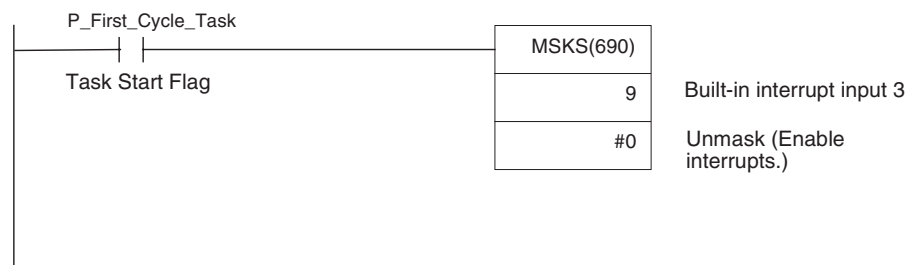 P_First_Cycle_Task
MSKS(690)
Task Start Flag
9
Built-in interrupt input 3
#0
Unmask (Enable
interrupts.)